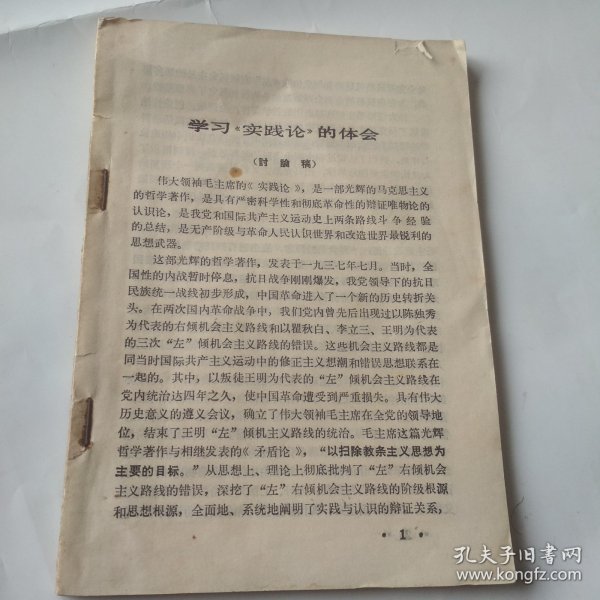 学习《实践论》的体会
（討論稿）
伟大领袖毛主席的《实践论》，是一部光辉的马克思主义
的哲学著作，是具有严密科学性和彻底革命性的辩证唯物论的
认识论，是我党和国际共产主义运动史上两条路线斗争经验
的总结，是无产阶级与革命人民认识世界和改造世界最锐利的
思想武器。
这部光辉的哲学著作，发表于一九三七年七月。当时，全
国性的内战暂时停息，抗日战争刚刚爆发，我党领导下的抗日
民族统一战线初步形成，中国革命进入了一个新的历史转折关
头。在两次国内革命战争中，我们党内曾先后出现过以陈独秀
为代表的右倾机会主义路线和以瞿秋白、李立三、王明为代表
的三次“左”倾机会主义路线的错误。这些机会主义路线都是
同当时国际共产主义运动中的修正主义想潮和错误思想联系在
一起的。其中，以叛徒王明为代表的“左”倾机会主义路线在
党内统治达四年之久，使中国革命遭受到严重损失。具有伟大
历史意义的遵义会议，确立了伟大领袖毛主席在全党的领导地
位，结束了王明“左”倾机主义路线的统治。毛主席这篇光辉
哲学著作与相继发表的《矛盾论》，“以扫除教条主义思想为
主要的目标。”从思想上、理论上彻底批判了“左”右倾机会
主义路线的错误，深挖了“左”右倾机会主义路线的阶级根源
和思想根源，全面地、系统地阐明了实践与认识的辩证关系，
• 1 •
孔夫子旧书网
www.kongfz.com